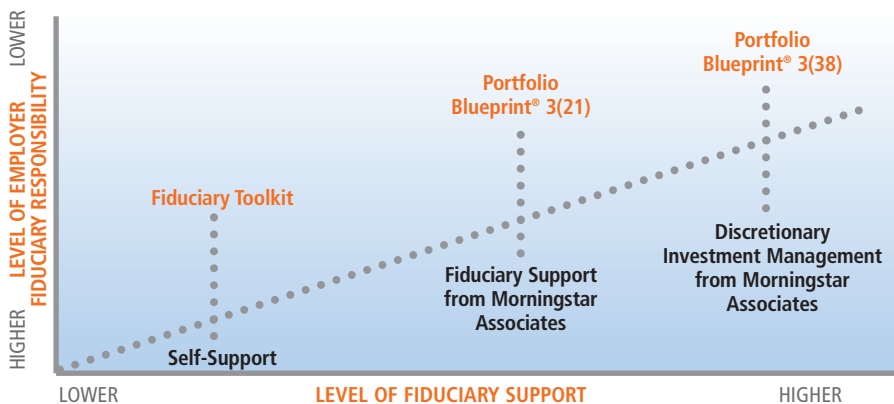 LOWER
LEVEL OF EMPLOYER
FIDUCIARY RESPONSIBILITY
HIGHER
Fiduciary Toolkit
Self-Support
Portfolio
Blueprint® 3(21)
Fiduciary Support
from Morningstar
Associates
Portfolio
Blueprint® 3(38)
Discretionary
Investment Management
from Morningstar
Associates
LOWER
LEVEL OF FIDUCIARY SUPPORT
HIGHER